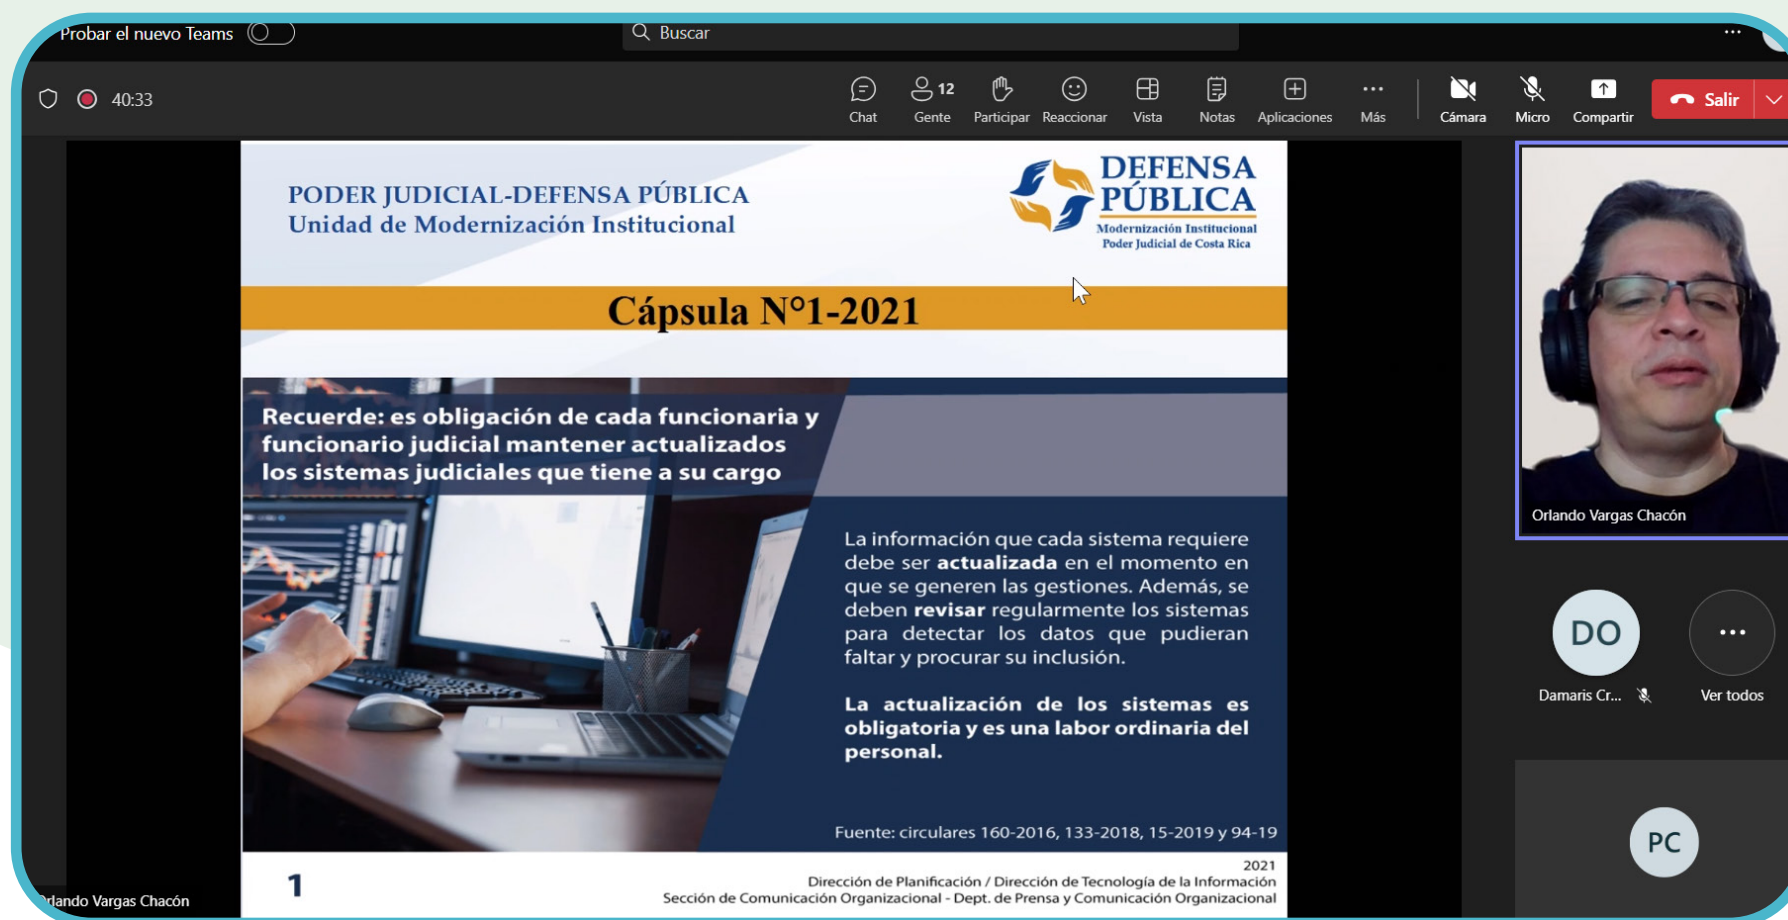 Probar el nuevo Teams
Buscar
40:33
Chat
12
Gente
Participar
Reaccionar
Vista
Notas
Aplicaciones
Más
Cámara
Micro
Compartir
Salir
PODER JUDICIAL-DEFENSA PÚBLICA
Unidad de Modernización Institucional
DEFENSA
PÚBLICA
Modernización Institucional
Poder Judicial de Costa Rica
Cápsula N°1-2021
Recuerde: es obligación de cada funcionaria y
funcionario judicial mantener actualizados
los sistemas judiciales que tiene a su cargo
La información que cada sistema requiere
debe ser actualizada en el momento en
que se generen las gestiones. Además, se
deben revisar regularmente los sistemas
para detectar los datos que pudieran
faltar y procurar su inclusión.
La actualización de los sistemas es
obligatoria y es una labor ordinaria del
personal.
Fuente: circulares 160-2016, 133-2018, 15-2019 y 94-19
1
2021
Dirección de Planificación / Dirección de Tecnología de la Información
Sección de Comunicación Organizacional - Dept. de Prensa y Comunicación Organizacional
Orlando Vargas Chacón
Orlando Vargas Chacón
DO
Damaris Cr...
Ver todos
PC